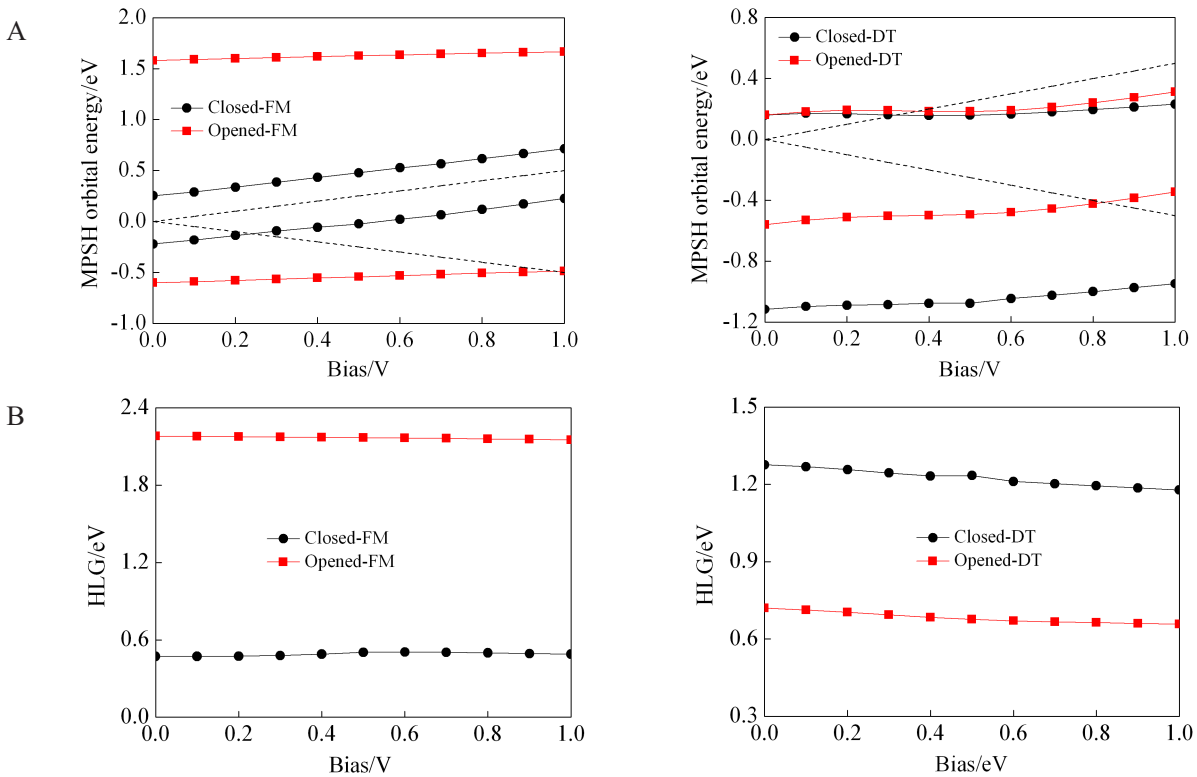 A
MPSH orbital energy/eV
2.0
1.5
1.0
0.5
0.0
-0.5
-1.0
Closed-FM
Opened-FM
0.0 0.2 0.4 0.6 0.8 1.0
Bias/V
MPSH orbital energy/eV
0.8
0.4
0.0
-0.4
-0.8
-1.2
Closed-DT
Opened-DT
0.0 0.2 0.4 0.6 0.8 1.0
Bias/V
B
HLG/eV
2.4
1.8
1.2
0.6
0.0
Closed-FM
Opened-FM
0.0 0.2 0.4 0.6 0.8 1.0
Bias/V
HLG/eV
1.5
1.2
0.9
0.6
0.3
Closed-DT
Opened-DT
0.0 0.2 0.4 0.6 0.8 1.0
Bias/eV